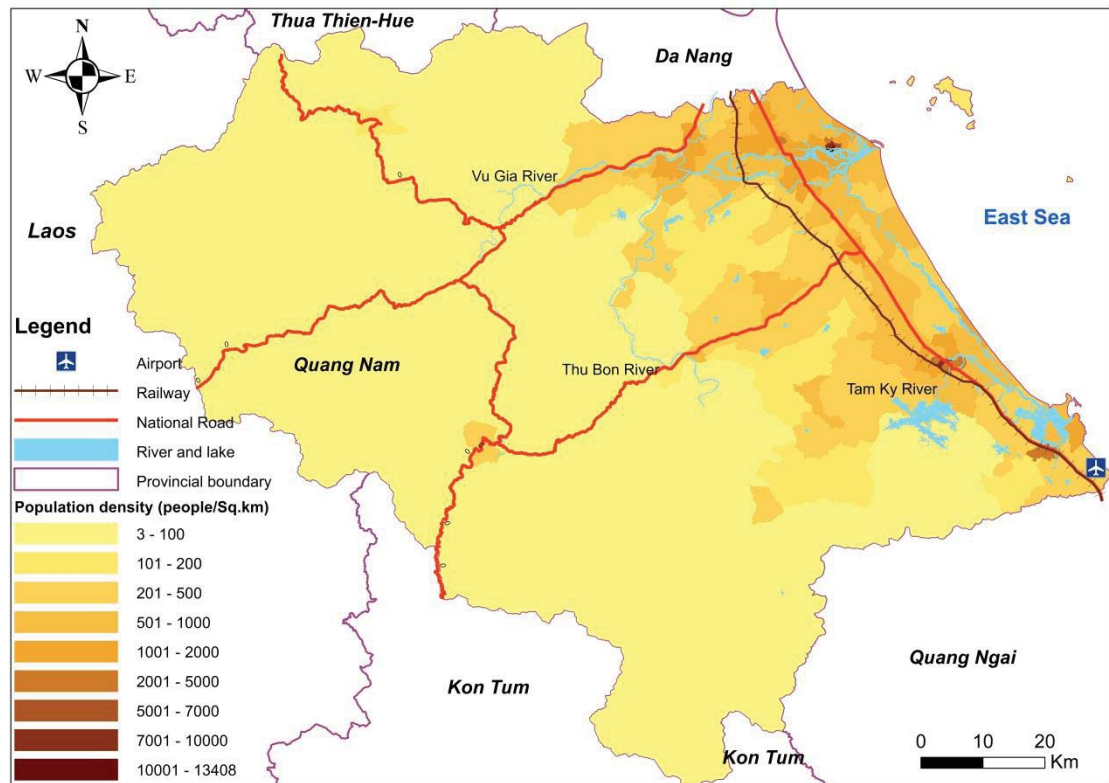 Thua Thien-Hue
N
W E
S
Da Nang
Vu Gia River
East Sea
Laos
Legend
Airport
Railway
National Road
River and lake
Provincial boundary
Population density (people/Sq.km)
3 - 100
101 - 200
201 - 500
501 - 1000
1001 - 2000
2001 - 5000
5001 - 7000
7001 - 10000
10001 - 13408
Quang Nam
Thu Bon River
Tam Ky River
Quang Ngai
Kon Tum
Kon Tum
0 10 20
Km